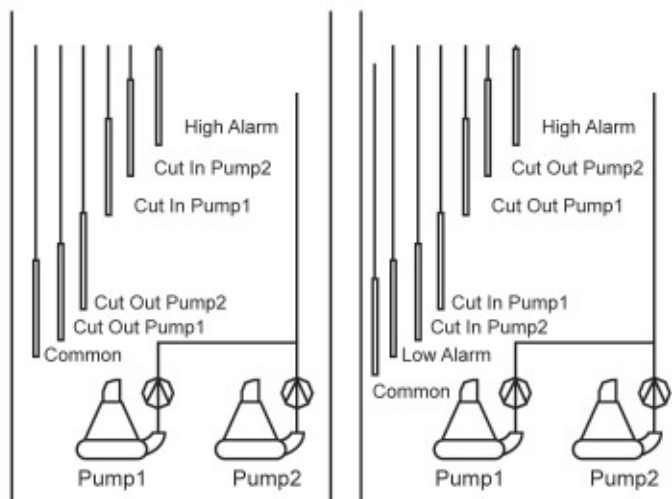 High Alarm
Cut In Pump2
Cut In Pump1
Cut Out Pump2
Cut Out Pump1
Common
Pump1
Pump2
High Alarm
Cut Out Pump2
Cut Out Pump1
Cut In Pump1
Cut In Pump2
Low Alarm
Common
Pump1
Pump2